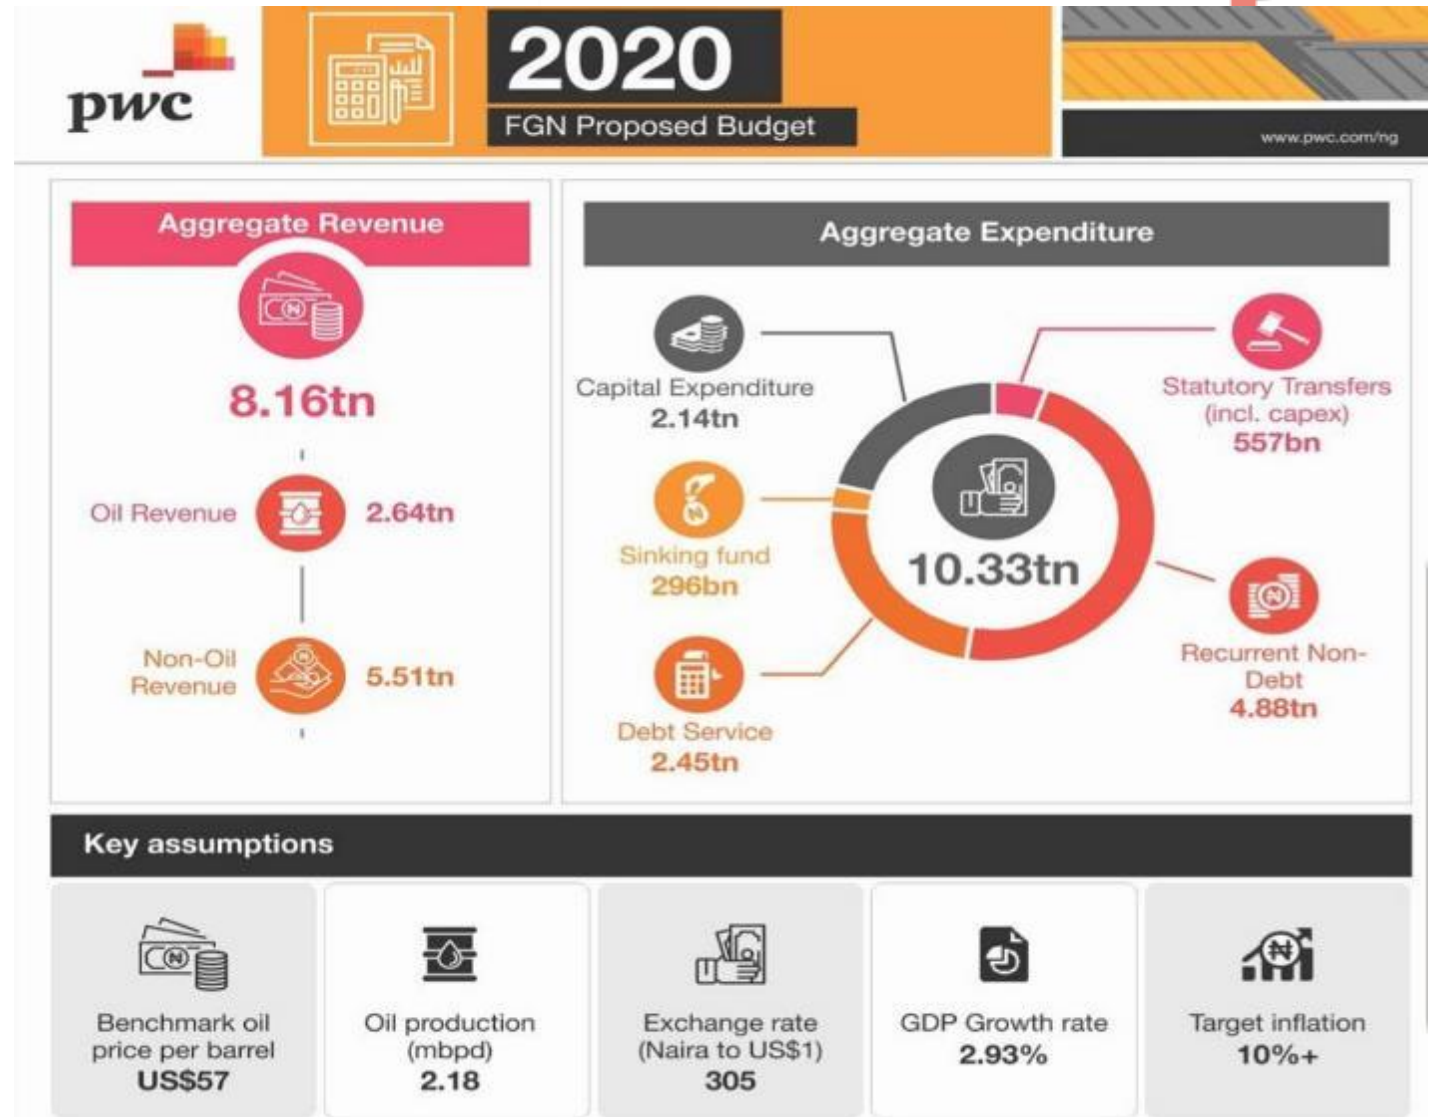 pwc
2020
FGN Proposed Budget
www.pwc.com/ng
Aggregate Revenue
8.16tn
Oil Revenue
2.64tn
Non-Oil
Revenue
5.51tn
Aggregate Expenditure
Capital Expenditure
2.14tn
Sinking fund
296bn
Debt Service
2.45tn
10.33tn
Statutory Transfers
(incl. capex)
557bn
Recurrent Non-
Debt
4.88tn
Key assumptions
Benchmark oil
price per barrel
US$57
Oil production
(mbpd)
2.18
Exchange rate
(Naira to US$1)
305
GDP Growth rate
2.93%
Target inflation
10%+